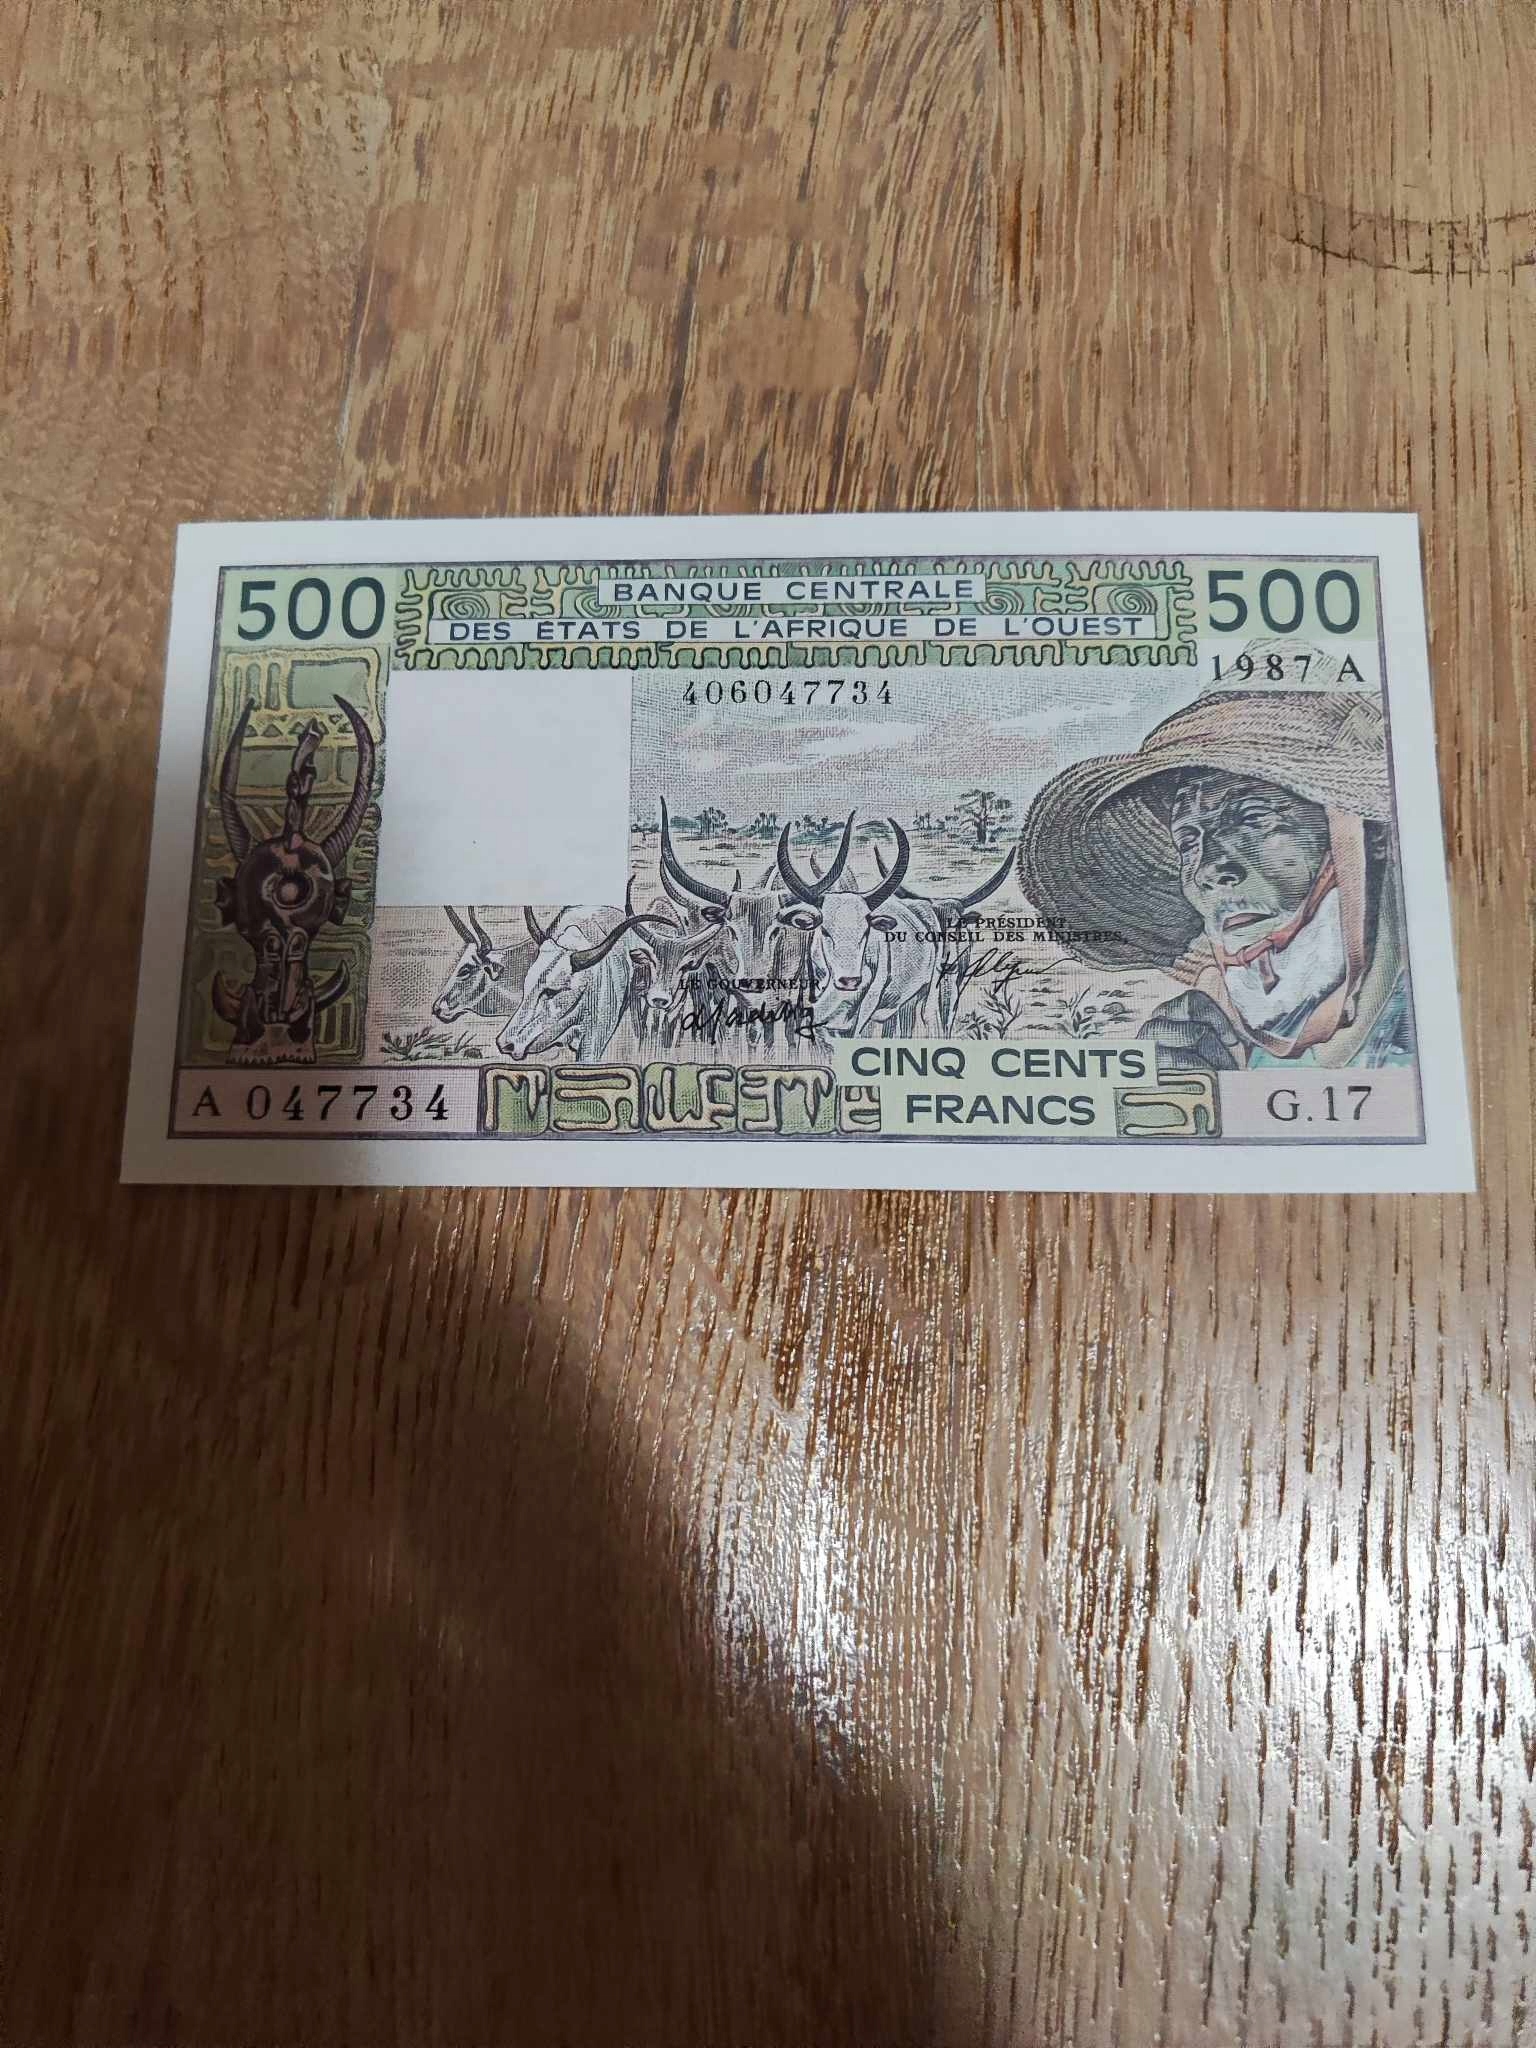 500
BANQUE CENTRALE
500
DES ÉTATS DE L'AFRIQUE DE L'OUEST
1987 A
406047734
LE PRÉSIDENT
DU CONSEIL DES MINISTRES,
LE GOUVERNEUR,
CINQ CENTS
FRANCS
A 047734
G.17